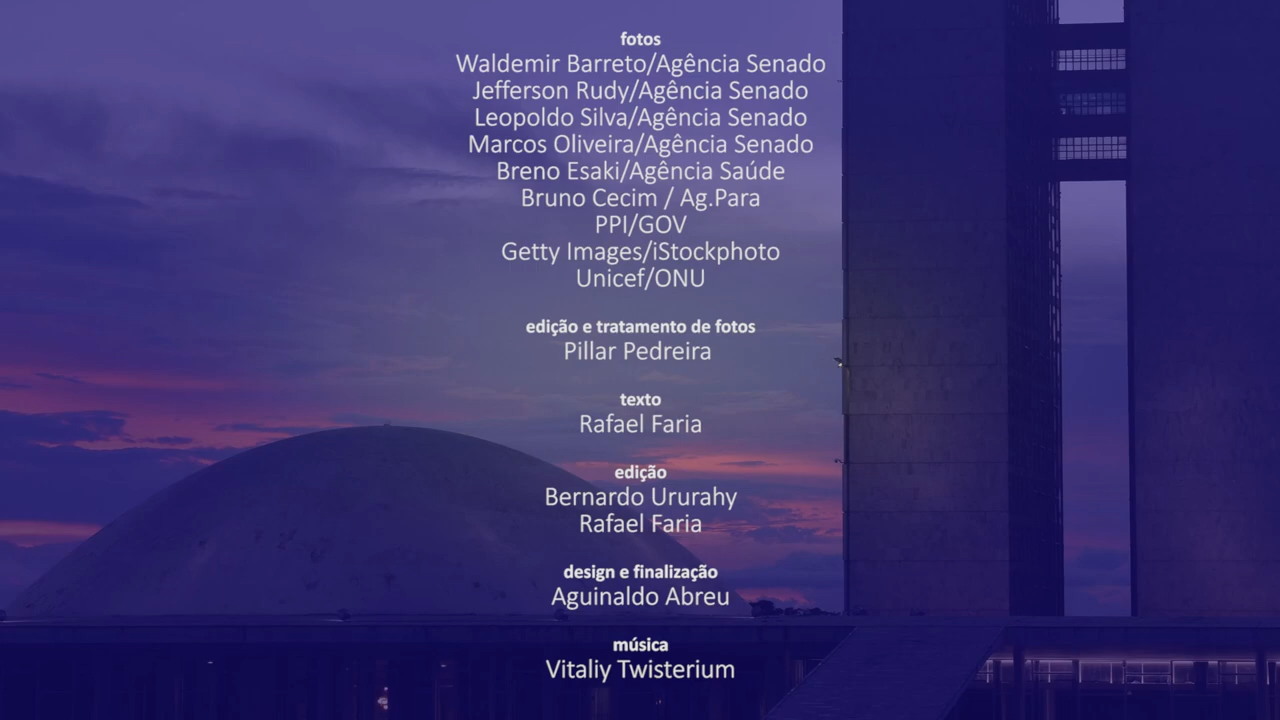 fotos
Waldemir Barreto/Agência Senado
Jefferson Rudy/Agência Senado
Leopoldo Silva/Agência Senado
Marcos Oliveira/Agência Senado
Breno Esaki/Agência Saúde
Bruno Cecim / Ag.Para
PPI/GOV
Getty Images/iStockphoto
Unicef/ONU
edição e tratamento de fotos
Pillar Pedreira
texto
Rafael Faria
edição
Bernardo Ururahy
Rafael Faria
design e finalização
Aguinaldo Abreu
música
Vitaliy Twisterium